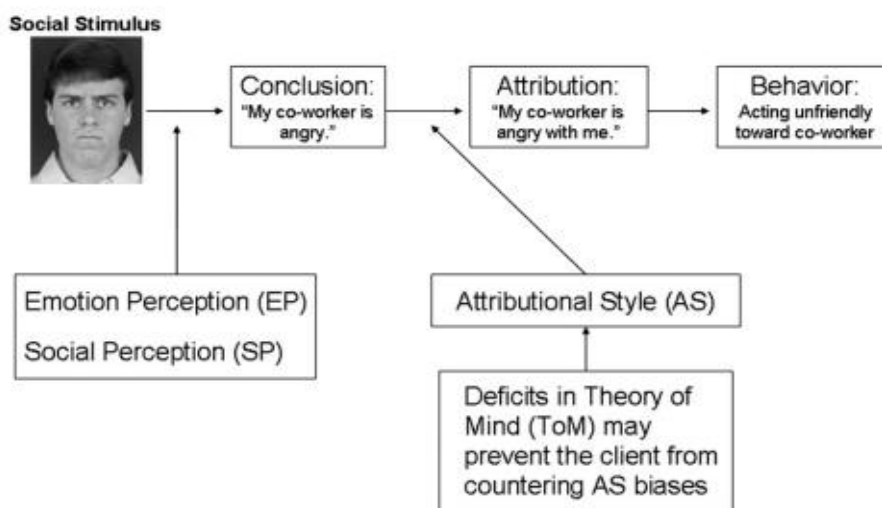 Social Stimulus
Conclusion:
"My co-worker is
angry."
Attribution:
"My co-worker is
angry with me."
Behavior:
Acting unfriendly
toward co-worker
Emotion Perception (EP)
Social Perception (SP)
Attributional Style (AS)
Deficits in Theory of
Mind (ToM) may
prevent the client from
countering AS biases